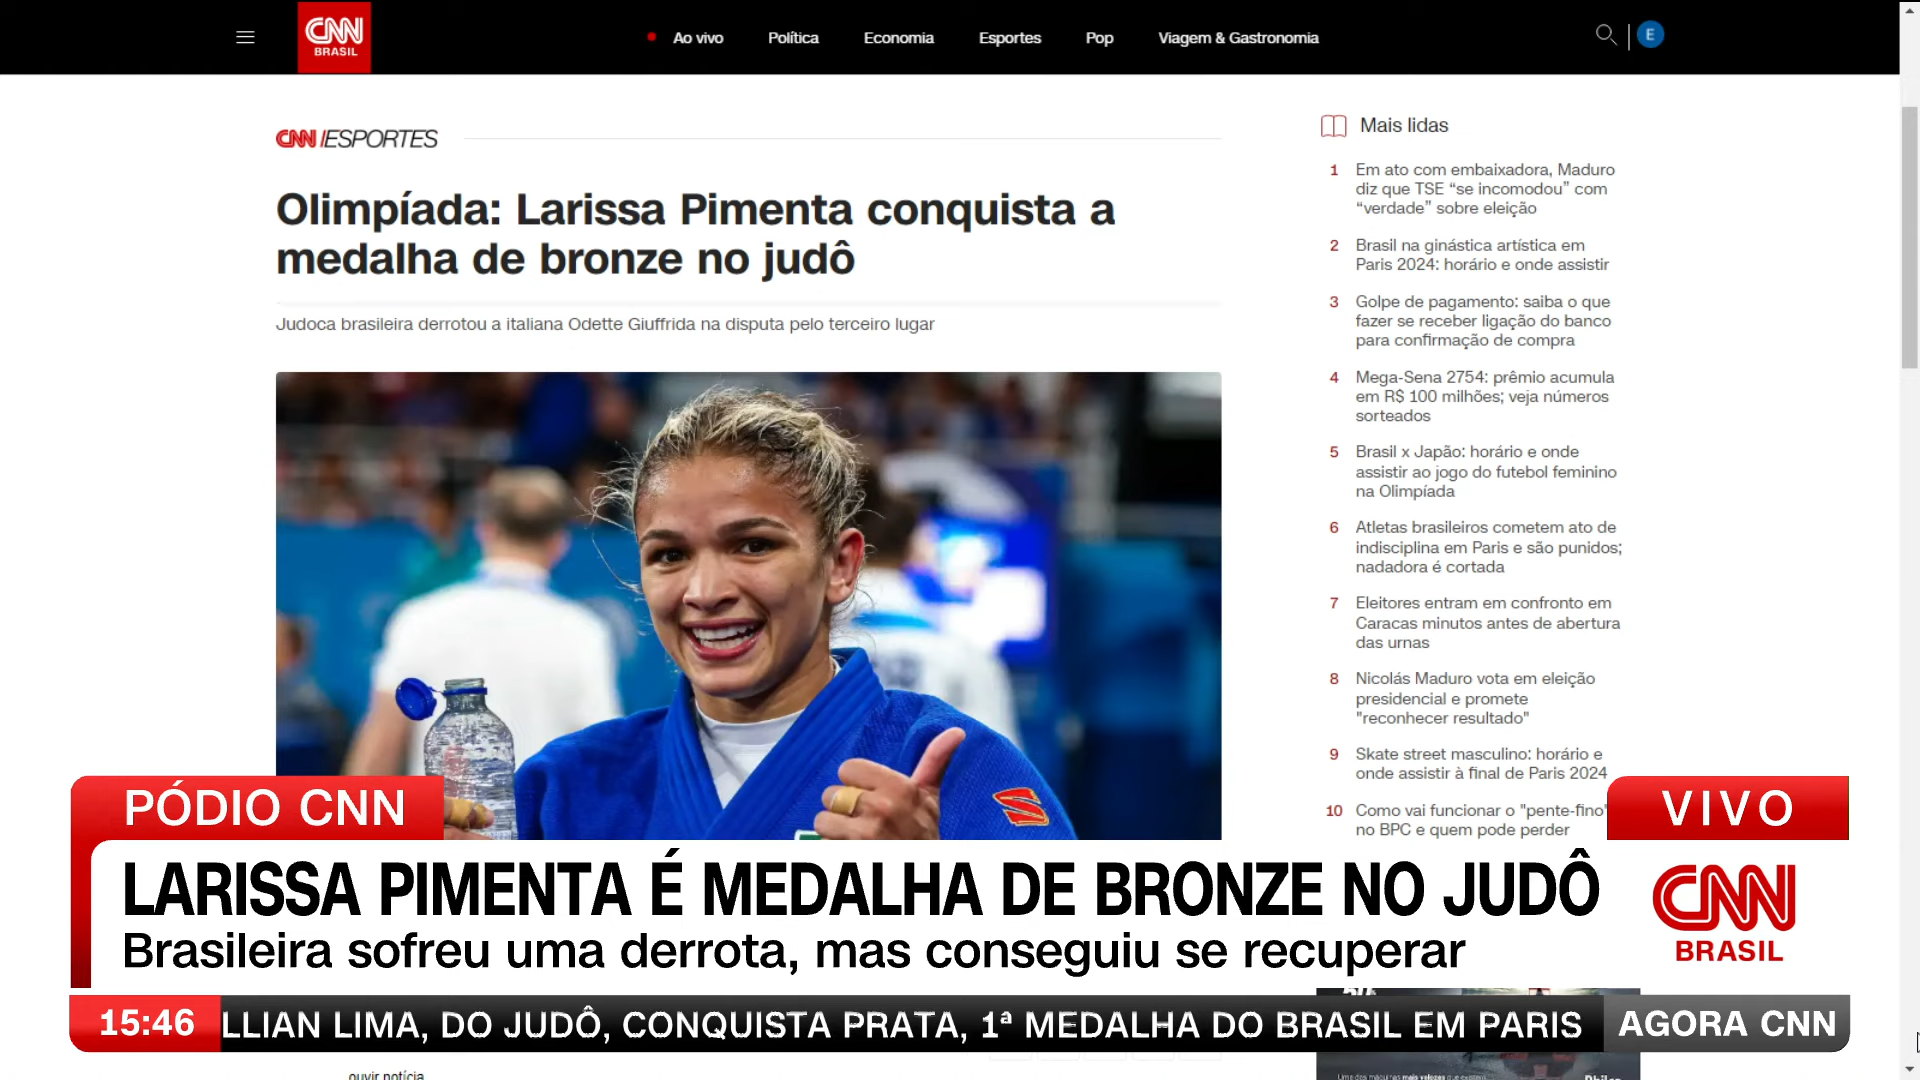 CNN
BRASIL
Ao vivo
Política
Economia
Esportes
Pop
Viagem & Gastronomia
E
CNN /ESPORTES
Olimpíada: Larissa Pimenta conquista a
medalha de bronze no judô
Judoca brasileira derrotou a italiana Odette Giuffrida na disputa pelo terceiro lugar
Mais lidas
1 Em ato com embaixadora, Maduro
diz que TSE “se incomodou” com
“verdade” sobre eleição
2 Brasil na ginástica artística em
Paris 2024: horário e onde assistir
3 Golpe de pagamento: saiba o que
fazer se receber ligação do banco
para confirmação de compra
4 Mega-Sena 2754: prêmio acumula
em R$ 100 milhões; veja números
sorteados
5 Brasil x Japão: horário e onde
assistir ao jogo do futebol feminino
na Olimpíada
6 Atletas brasileiros cometem ato de
indisciplina em Paris e são punidos;
nadadora é cortada
7 Eleitores entram em confronto em
Caracas minutos antes de abertura
das urnas
8 Nicolás Maduro vota em eleição
presidencial e promete
"reconhecer resultado"
9 Skate street masculino: horário e
onde assistir à final de Paris 2024
10 Como vai funcionar o "pente-fino"
no BPC e quem pode perder
PÓDIO CNN
VIVO
LARISSA PIMENTA É MEDALHA DE BRONZE NO JUDÔ
Brasileira sofreu uma derrota, mas conseguiu se recuperar
CNN
BRASIL
15:46
LLIAN LIMA, DO JUDÔ, CONQUISTA PRATA, 1ª MEDALHA DO BRASIL EM PARIS
AGORA CNN
ouvir notícia